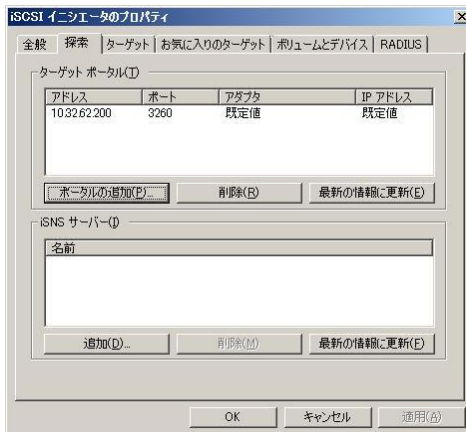 iSCSI イニシエータのプロパティ
全般 探索 ターゲット お気に入りのターゲット ボリュームとデバイス RADIUS
ターゲット ポータル(T)
アドレス ポート アダプタ IP アドレス
10.32.62.200 3260 既定値 既定値
ポータルの追加(P)... 削除(R) 最新の情報に更新(E)
iSNS サーバー(I)
名前
追加(D)... 削除(M) 最新の情報に更新(F)
OK キャンセル 適用(A)